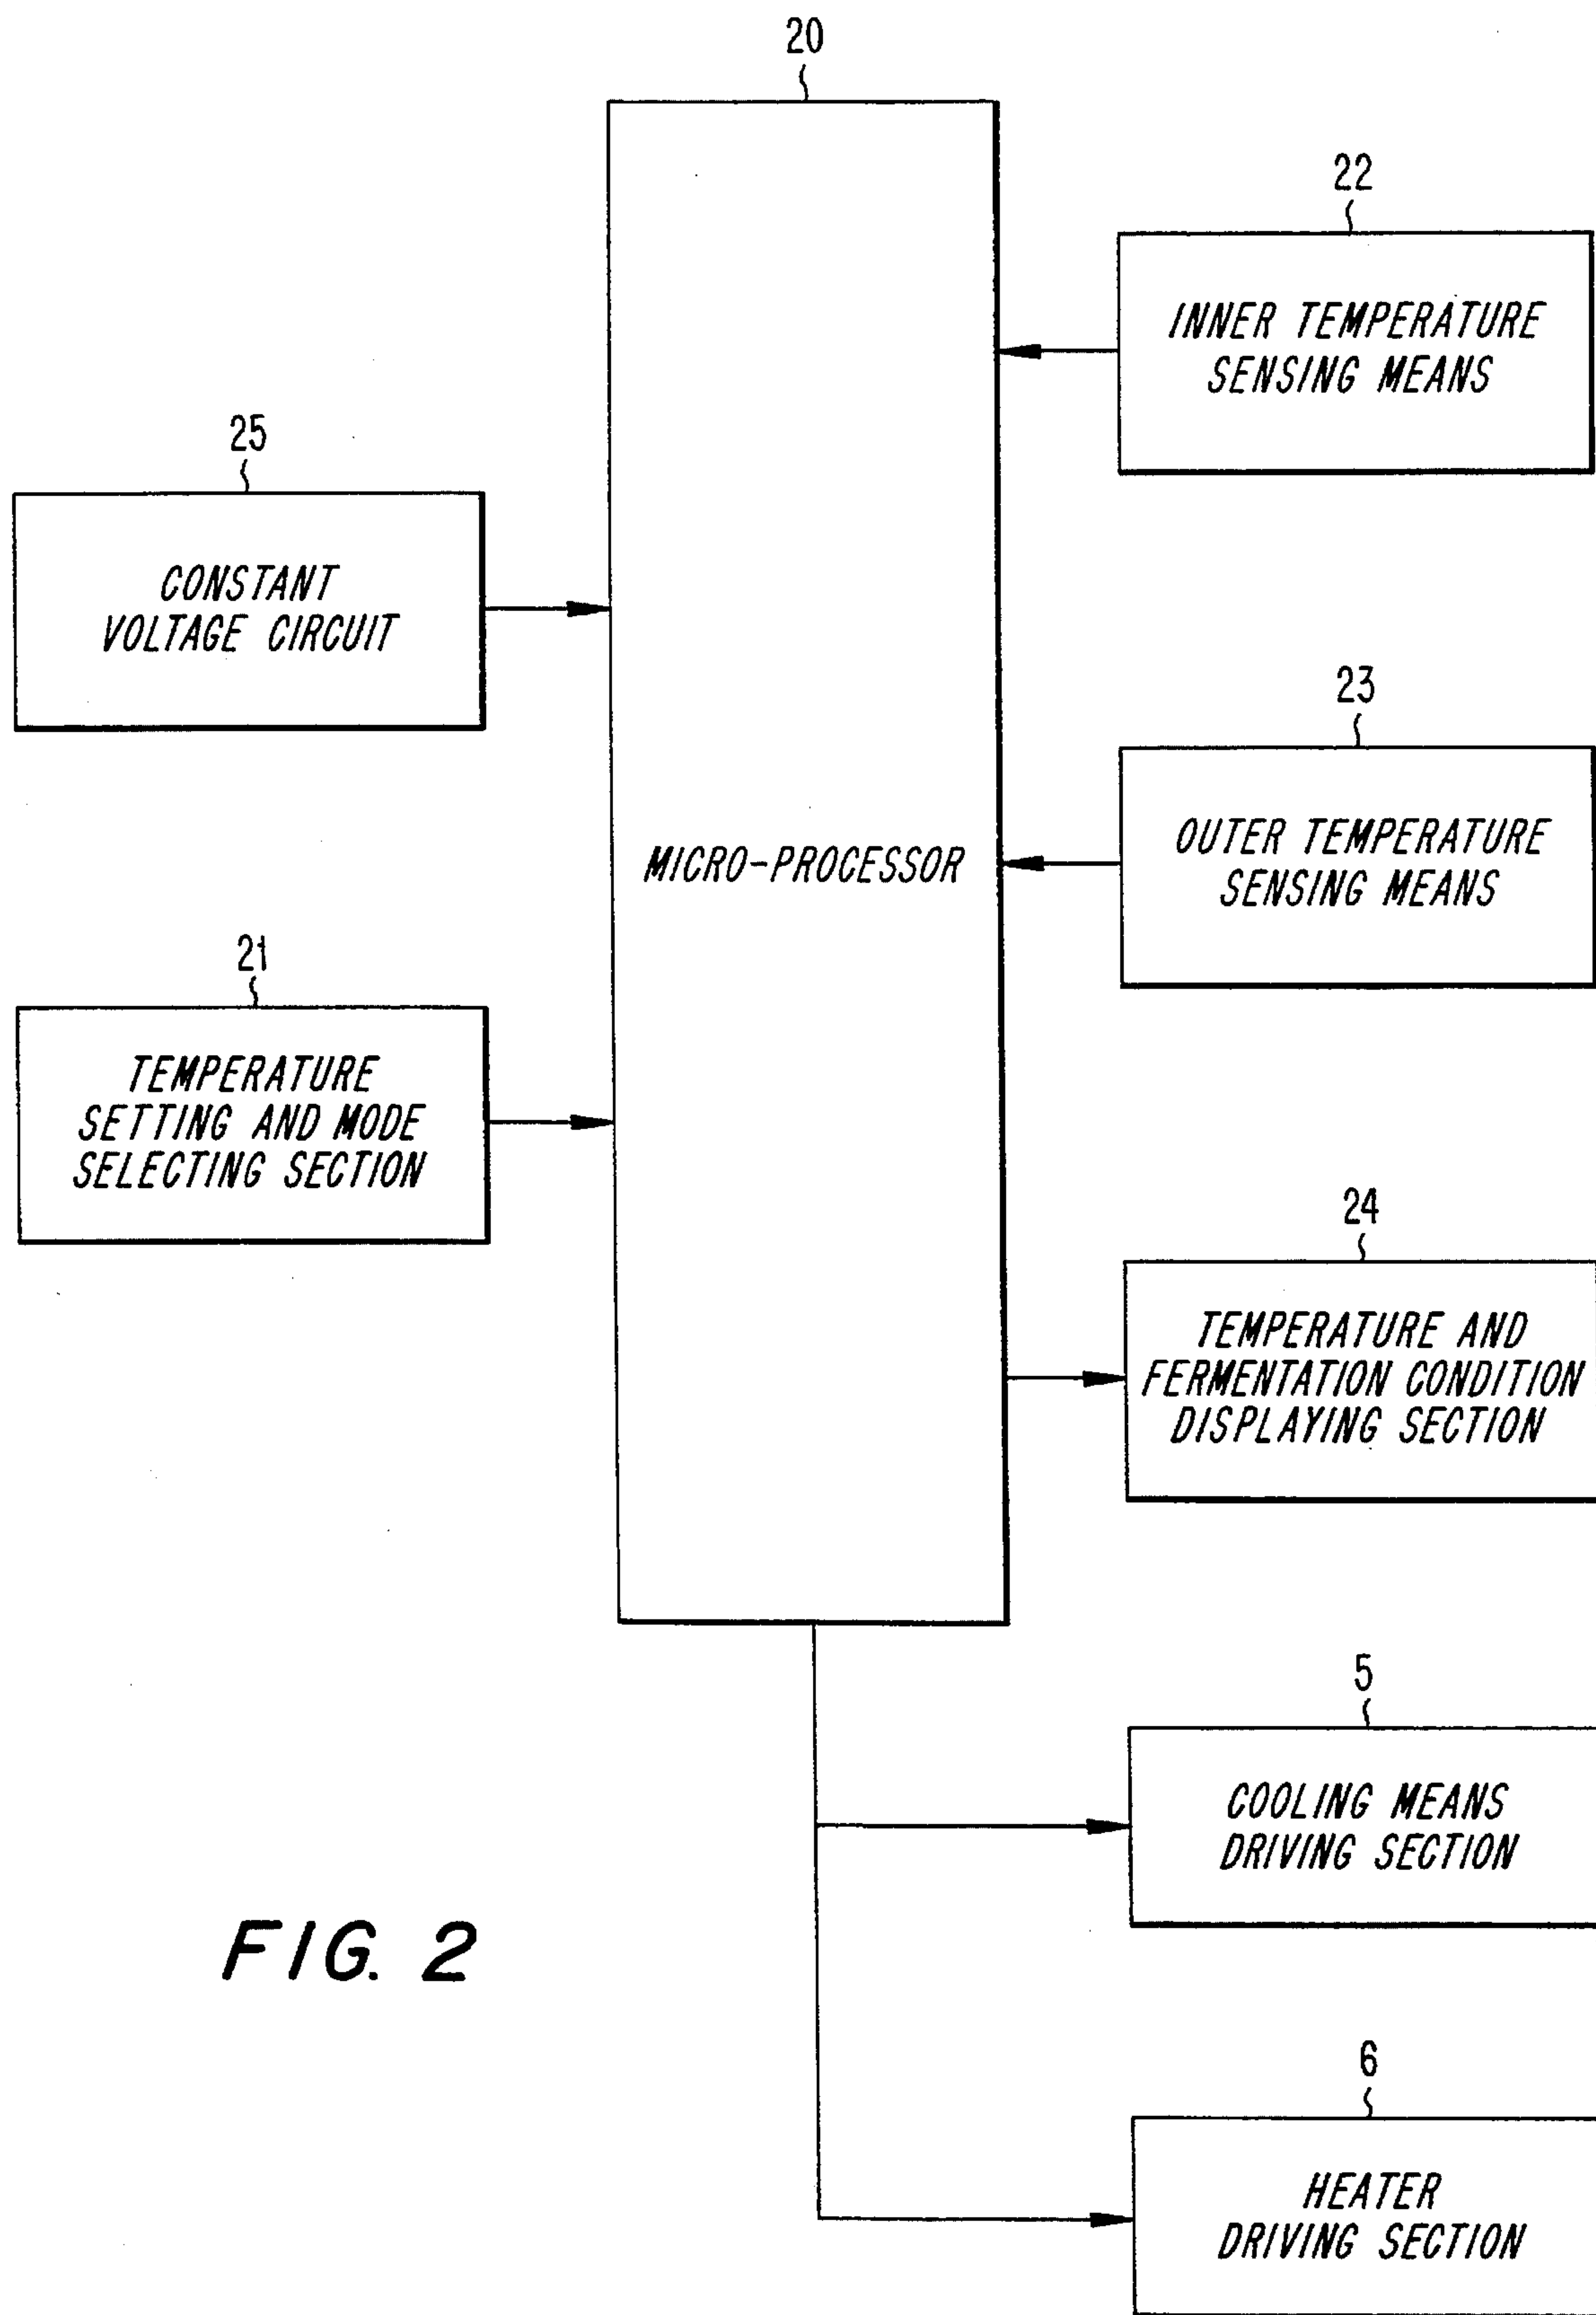 20
MICRO-PROCESSOR
22
INNER TEMPERATURE
SENSING MEANS
25
CONSTANT
VOLTAGE CIRCUIT
23
OUTER TEMPERATURE
SENSING MEANS
21
TEMPERATURE
SETTING AND MODE
SELECTING SECTION
24
TEMPERATURE AND
FERMENTATION CONDITION
DISPLAYING SECTION
5
COOLING MEANS
DRIVING SECTION
6
HEATER
DRIVING SECTION
FIG. 2